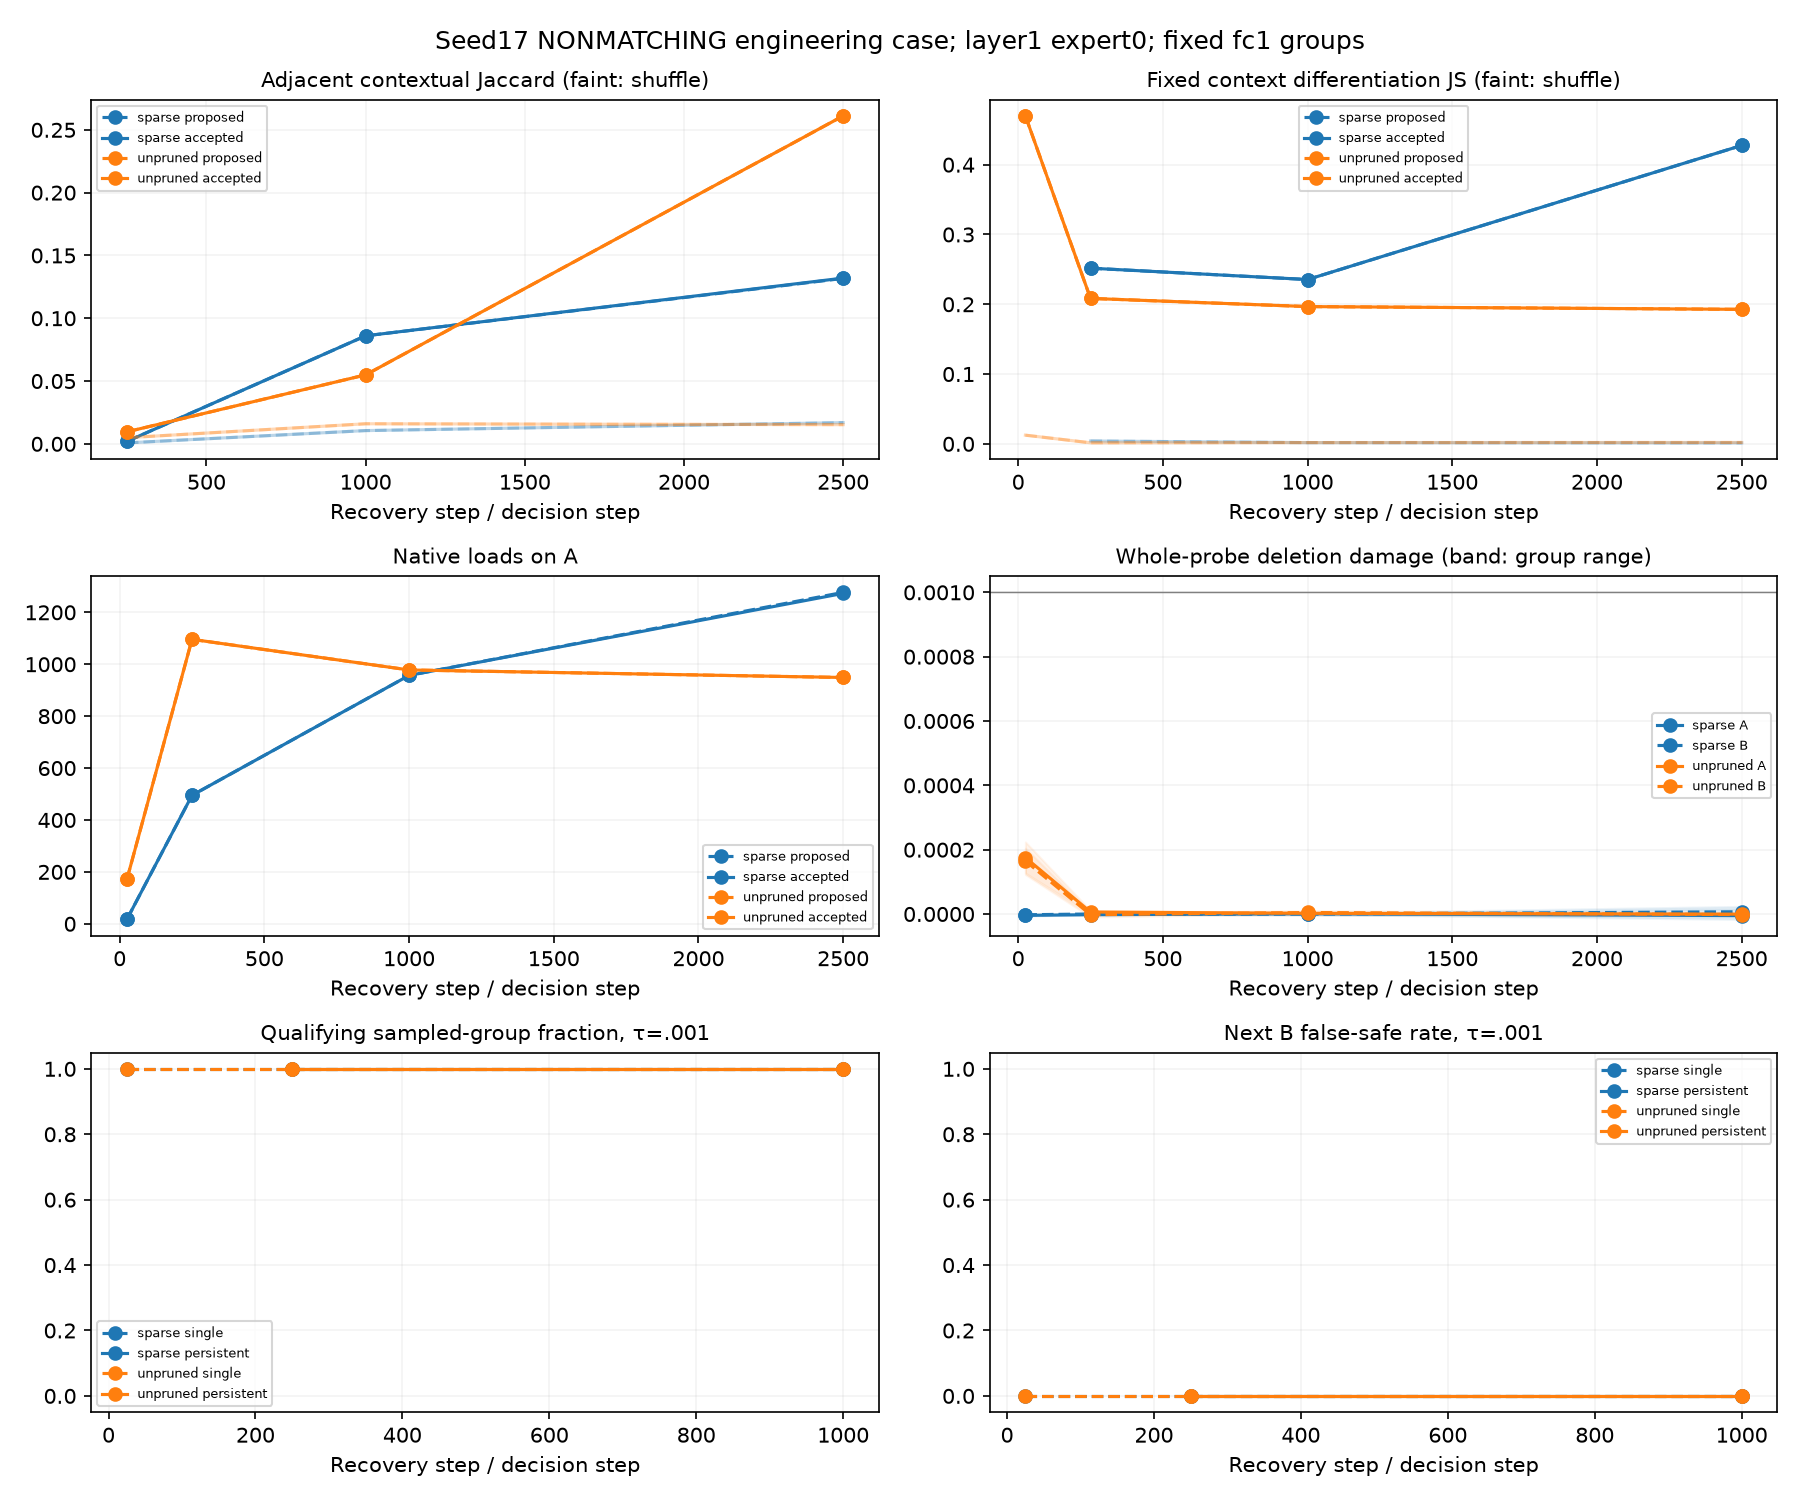 Seed17 NONMATCHING engineering case; layer1 expert0; fixed fc1 groups
Adjacent contextual Jaccard (faint: shuffle)
sparse proposed
sparse accepted
unpruned proposed
unpruned accepted
0.25
0.20
0.15
0.10
0.05
0.00
500
1000
1500
2000
2500
Recovery step / decision step
Fixed context differentiation JS (faint: shuffle)
sparse proposed
sparse accepted
unpruned proposed
unpruned accepted
0.4
0.3
0.2
0.1
0.0
0
500
1000
1500
2000
2500
Recovery step / decision step
Native loads on A
1200
1000
800
600
400
200
0
sparse proposed
sparse accepted
unpruned proposed
unpruned accepted
0
500
1000
1500
2000
2500
Recovery step / decision step
Whole-probe deletion damage (band: group range)
0.0010
0.0008
0.0006
0.0004
0.0002
0.0000
sparse A
sparse B
unpruned A
unpruned B
0
500
1000
1500
2000
2500
Recovery step / decision step
Qualifying sampled-group fraction, τ=.001
1.0
0.8
0.6
0.4
0.2
0.0
sparse single
sparse persistent
unpruned single
unpruned persistent
0
200
400
600
800
1000
Recovery step / decision step
Next B false-safe rate, τ=.001
sparse single
sparse persistent
unpruned single
unpruned persistent
1.0
0.8
0.6
0.4
0.2
0.0
0
200
400
600
800
1000
Recovery step / decision step